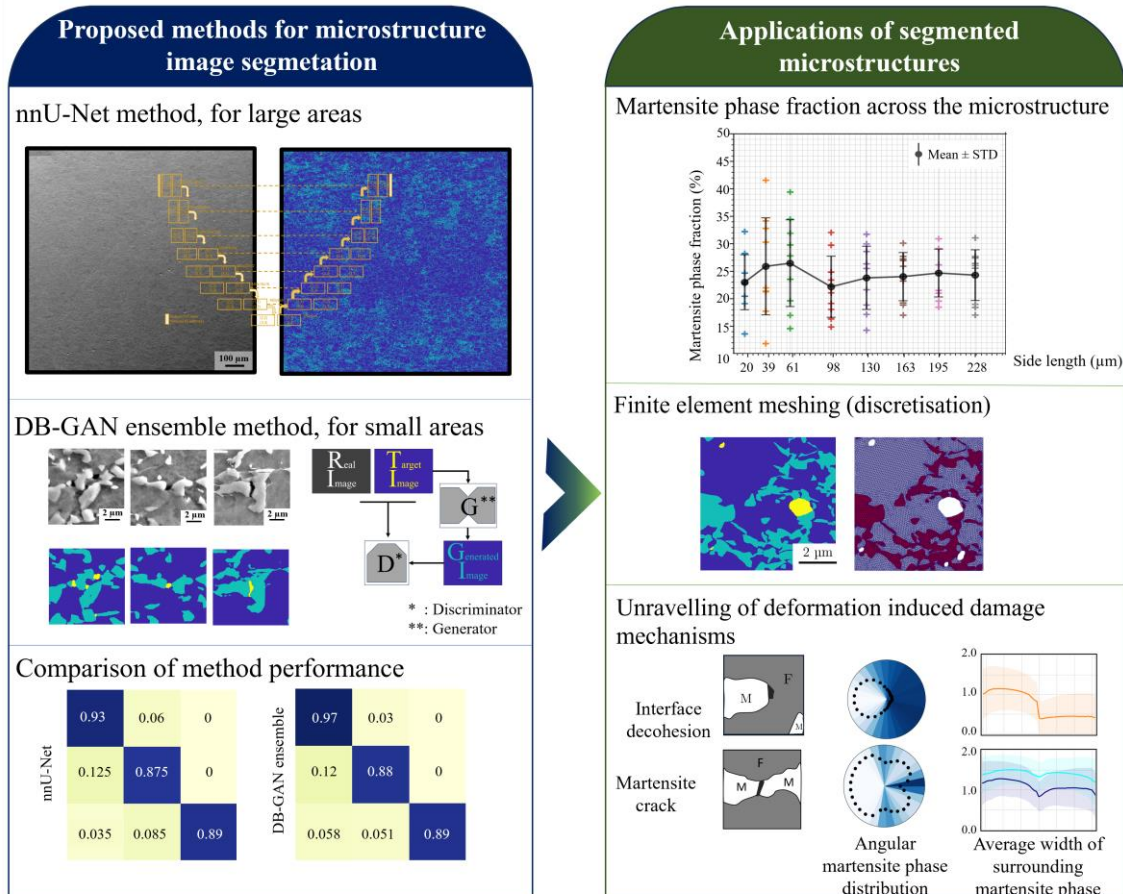 Proposed methods for microstructure
image segmetation
nnU-Net method, for large areas
100 µm
DB-GAN ensemble method, for small areas
2 µm
2 µm
2 µm
Real
Image
Target
Image
G**
D*
Generated
Image
* : Discriminator
**: Generator
Comparison of method performance
nnU-Net
0.93 0.06 0
0.125 0.875 0
0.035 0.085 0.89
DB-GAN ensemble
0.97 0.03 0
0.12 0.88 0
0.058 0.051 0.89
Applications of segmented
microstructures
Martensite phase fraction across the microstructure
Martensite phase fraction (%)
50
45
40
35
30
25
20
15
10
Mean ± STD
20 39 61 98 130 163 195 228
Side length (µm)
Finite element meshing (discretisation)
2 µm
Unravelling of deformation induced damage
mechanisms
Interface
decohesion
M
F
M
2.0
1.0
0.0
Martensite
crack
F
M
M
2.0
1.0
0.0
Angular
martensite phase
distribution
Average width of
surrounding
martensite phase